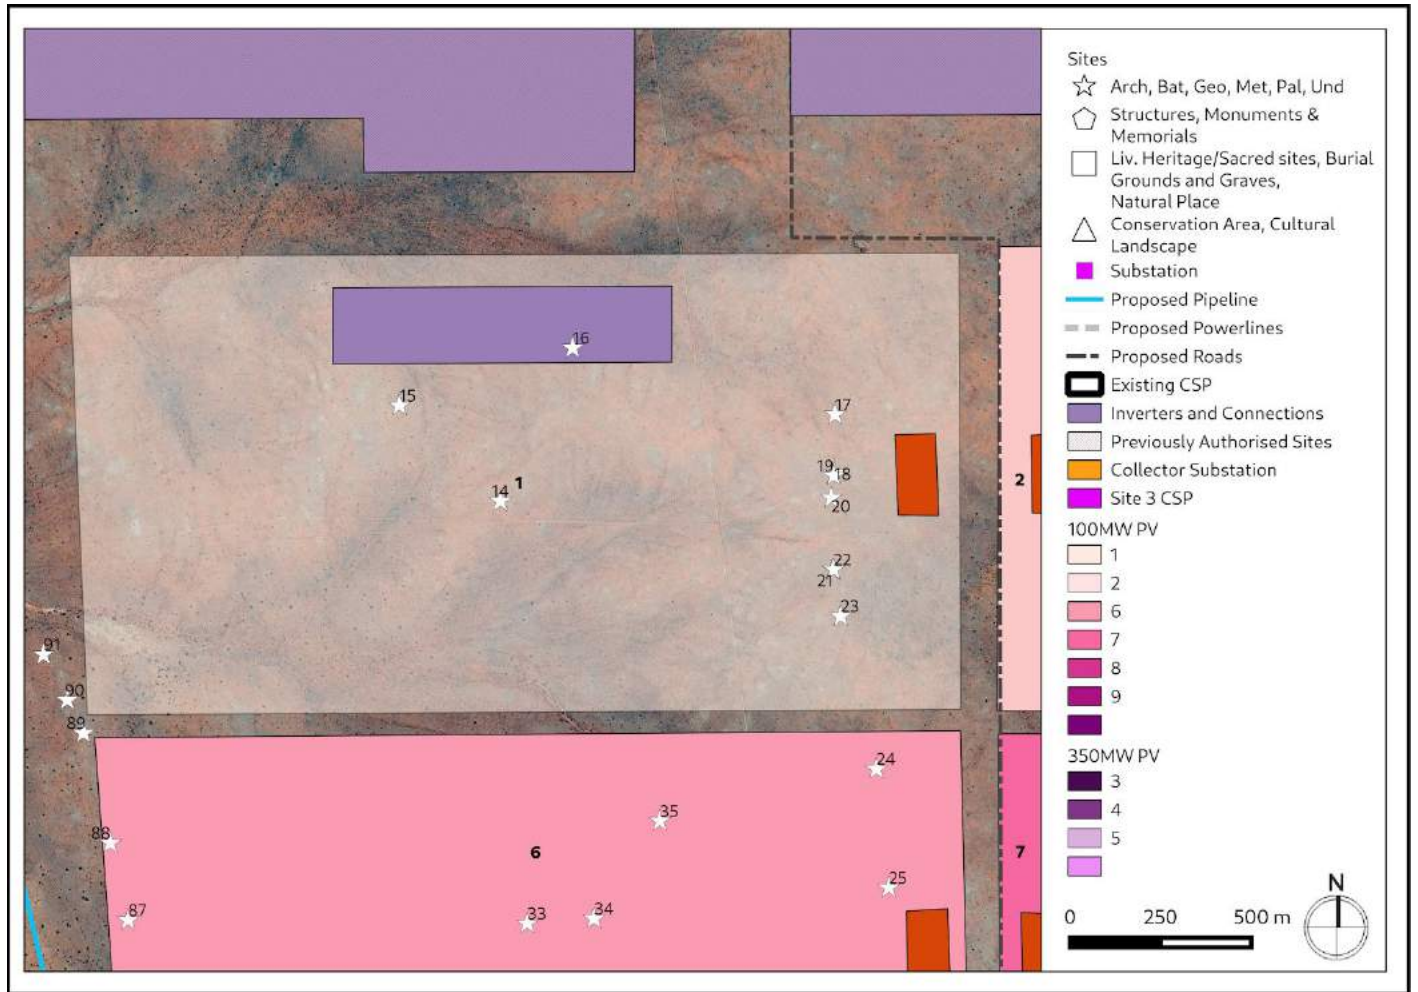 Sites
Arch, Bat, Geo, Met, Pal, Und
Structures, Monuments &
Memorials
Liv. Heritage/Sacred sites, Burial
Grounds and Graves,
Natural Place
Conservation Area, Cultural
Landscape
Substation
Proposed Pipeline
Proposed Powerlines
Proposed Roads
Existing CSP
Inverters and Connections
Previously Authorised Sites
Collector Substation
Site 3 CSP
100MW PV
1
2
6
7
8
9
350MW PV
3
4
5
N
0 250 500 m
16
15
17
19
18
14
1
2
20
22
21
23
91
90
89
24
35
88
6
7
25
87
33
34